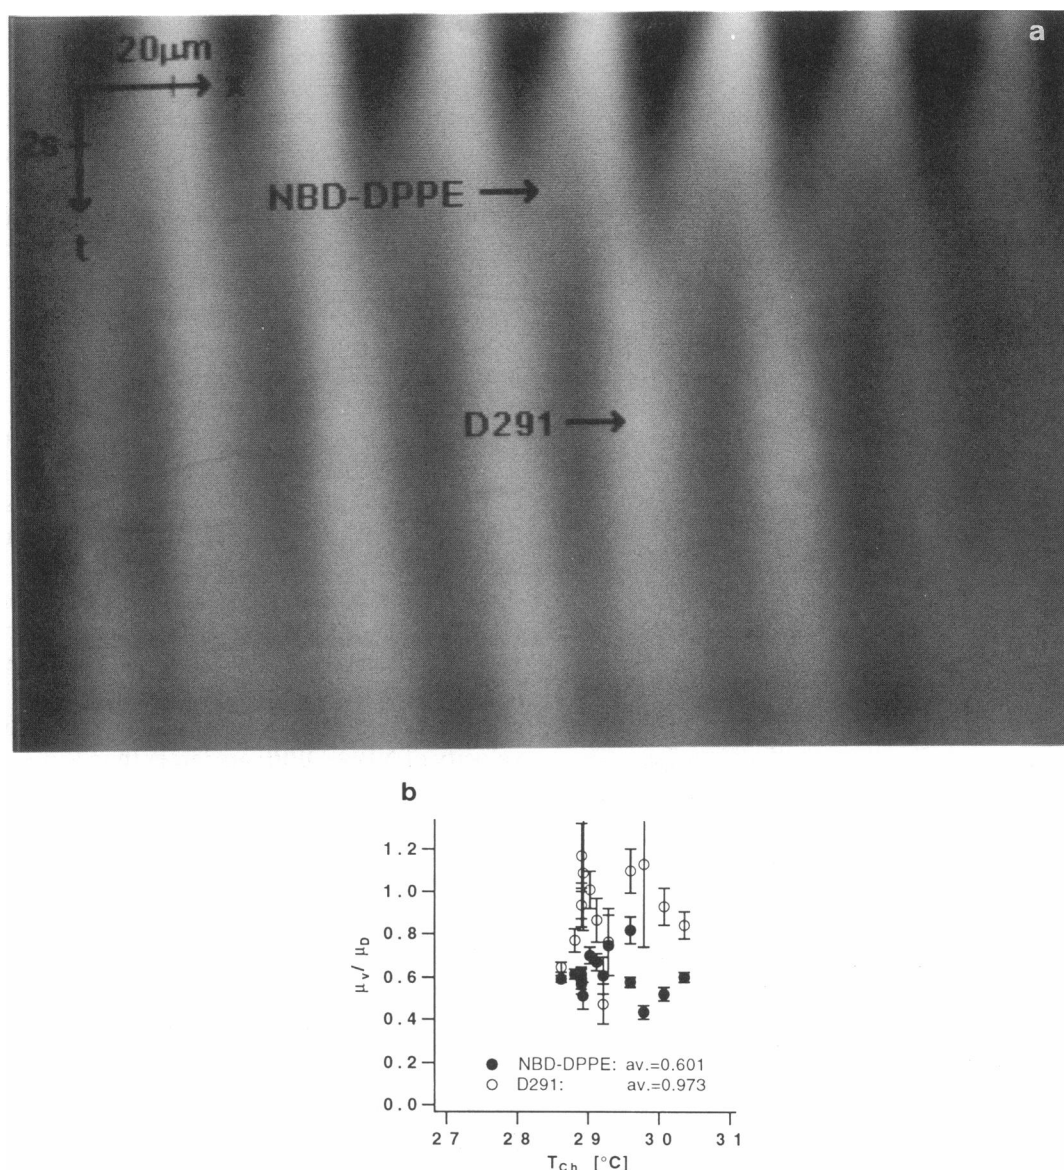 a
20μm
x
2s
NBD-DPPE
t
D291
b
1.2
1.0
0.8
0.6
0.4
0.2
0.0
μv/ μD
NBD-DPPE: av.=0.601
D291: av.=0.973
27 28 29 30 31
TCh [°C]